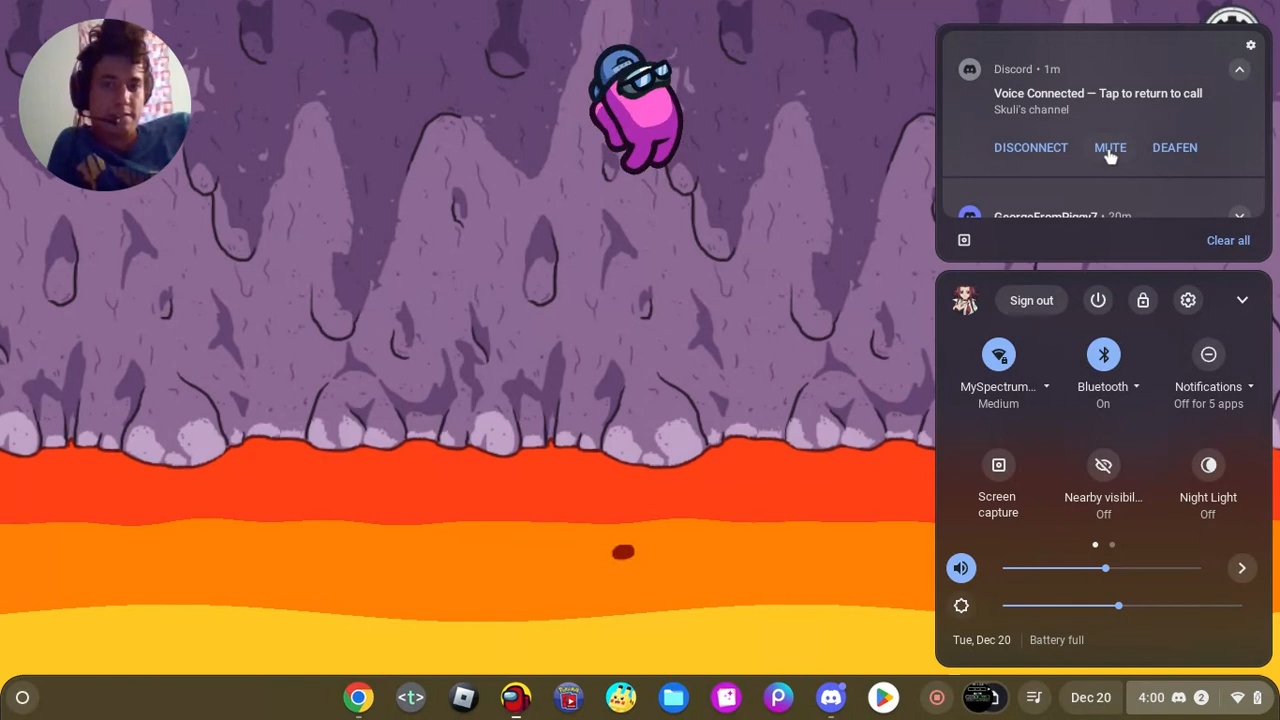 Discord • 1m
Voice Connected — Tap to return to call
Skuli's channel
DISCONNECT MUTE DEAFEN
GeorgeFromPiggy7 • 20m
Clear all
Sign out
MySpectrum... Bluetooth Notifications
Medium On Off for 5 apps
Screen capture Nearby visibil... Night Light
Off Off
Tue, Dec 20 Battery full
<t>
Dec 20 4:00 2